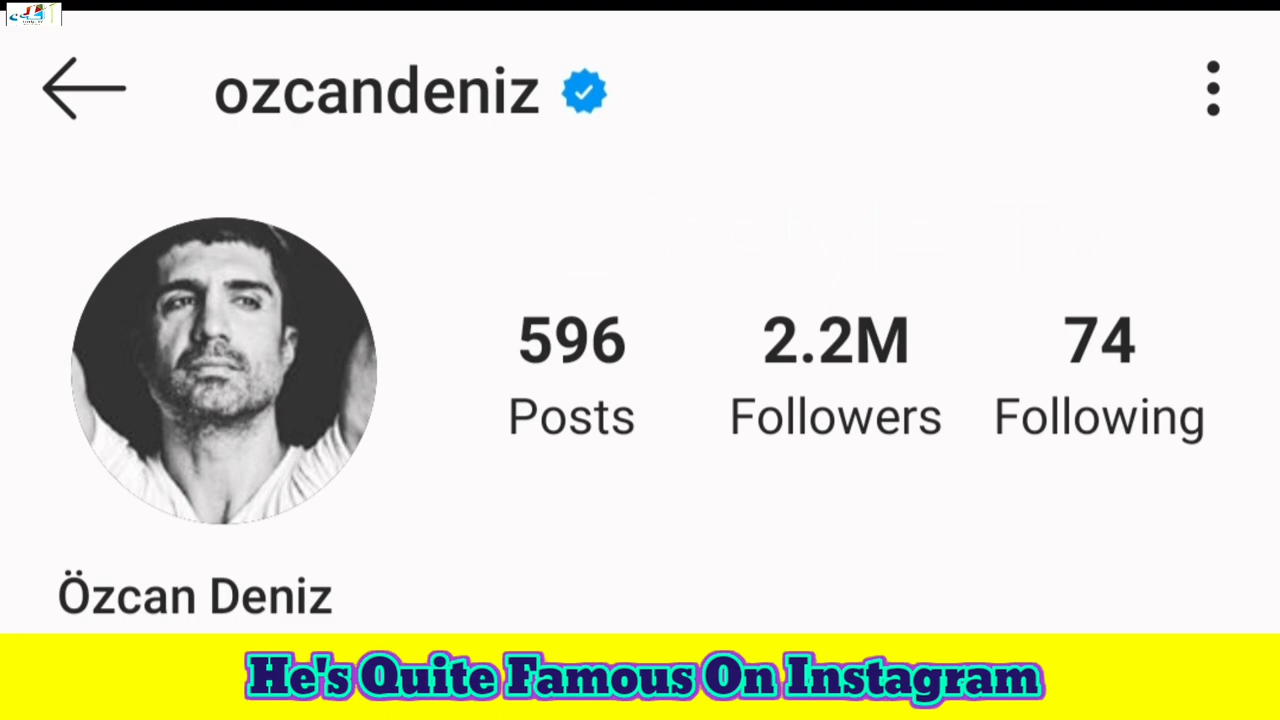 ozcandeniz
596 2.2M 74
Posts Followers Following
Özcan Deniz
He's Quite Famous On Instagram